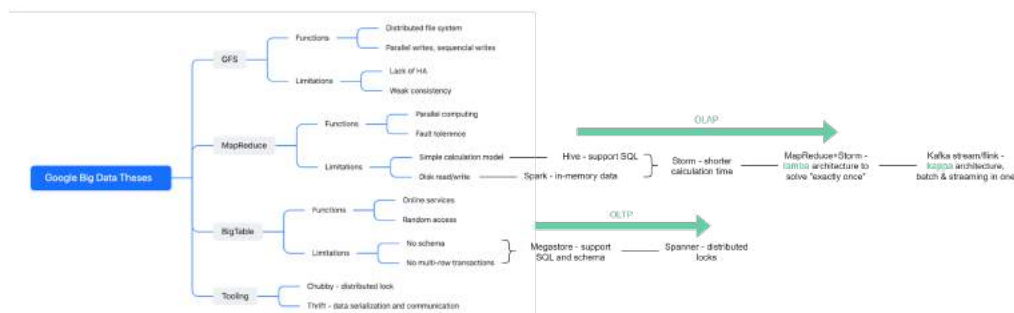 Google Big Data Theses
GFS
Functions
Distributed file system
Parallel writes, sequencial writes
Limitations
Lack of HA
Weak consistency
MapReduce
Functions
Parallel computing
Fault tolerence
Limitations
Simple calculation model
Disk read/write
BigTable
Functions
Online services
Random access
Limitations
No schema
No multi-row transactions
Tooling
Chubby - distributed lock
Thrift - data serialization and communication
OLAP
Hive - support SQL
Spark - in-memory data
Storm - shorter
calculation time
MapReduce+Storm -
lamba architecture to
solve "exactly once"
Kafka stream/flink -
kappa architecture,
batch & streaming in one
OLTP
Megastore - support
SQL and schema
Spanner - distributed
locks